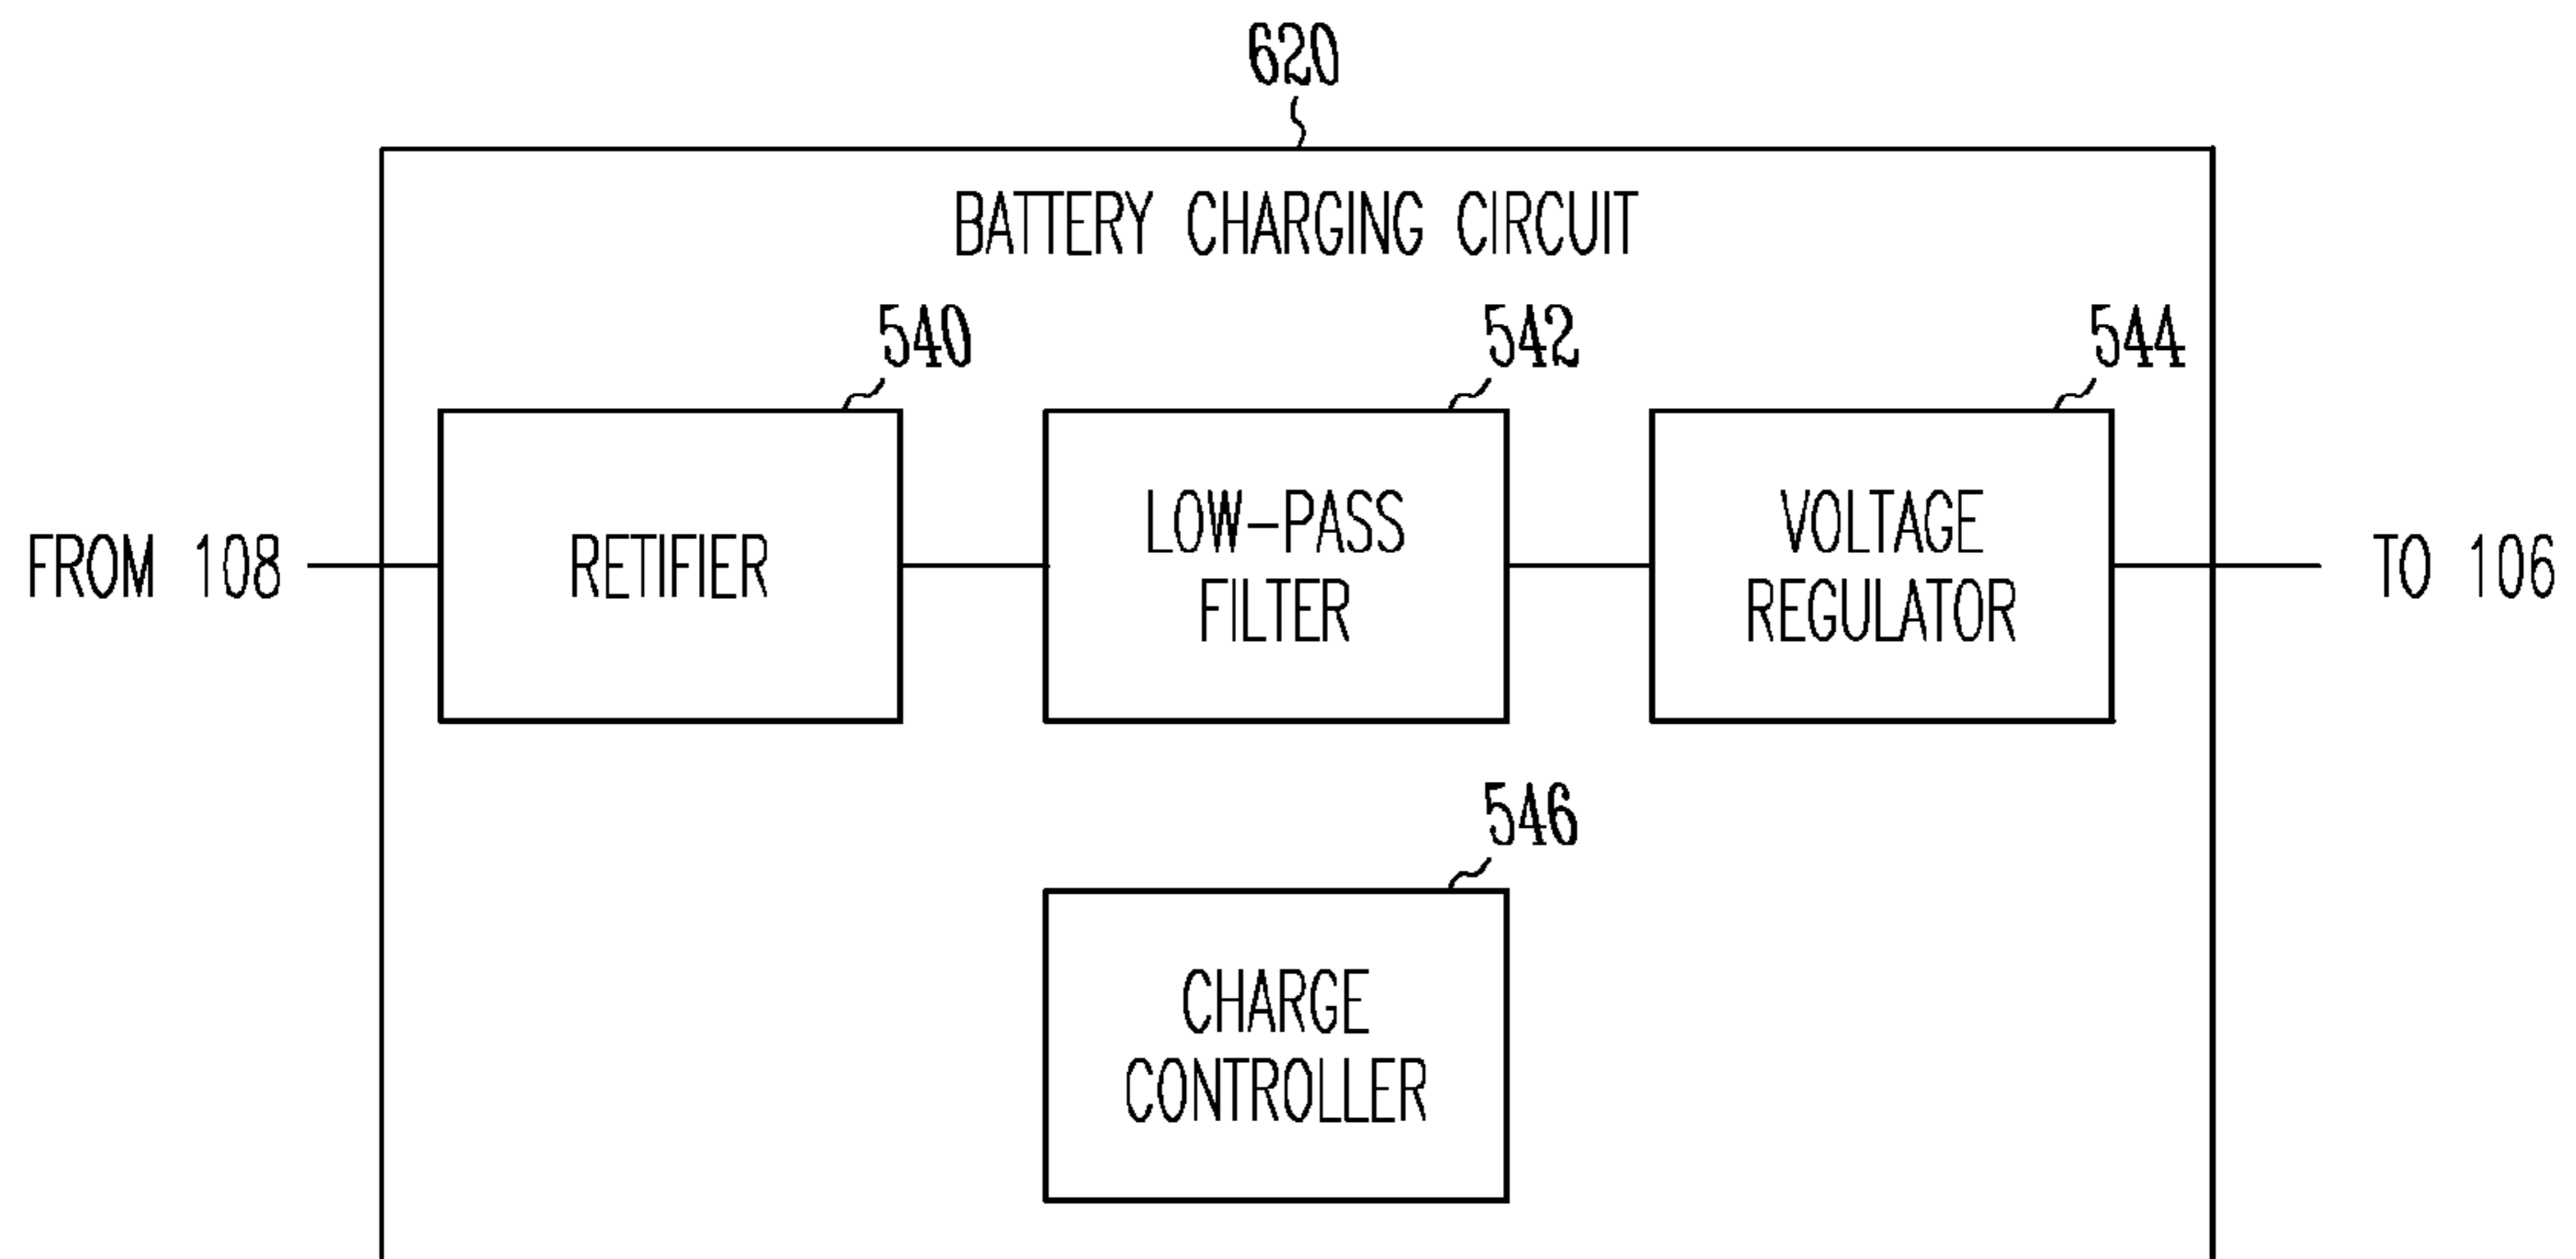 620
BATTERY CHARGING CIRCUIT
540
542
544
FROM 108
RETIFIER
LOW-PASS
FILTER
VOLTAGE
REGULATOR
TO 106
546
CHARGE
CONTROLLER